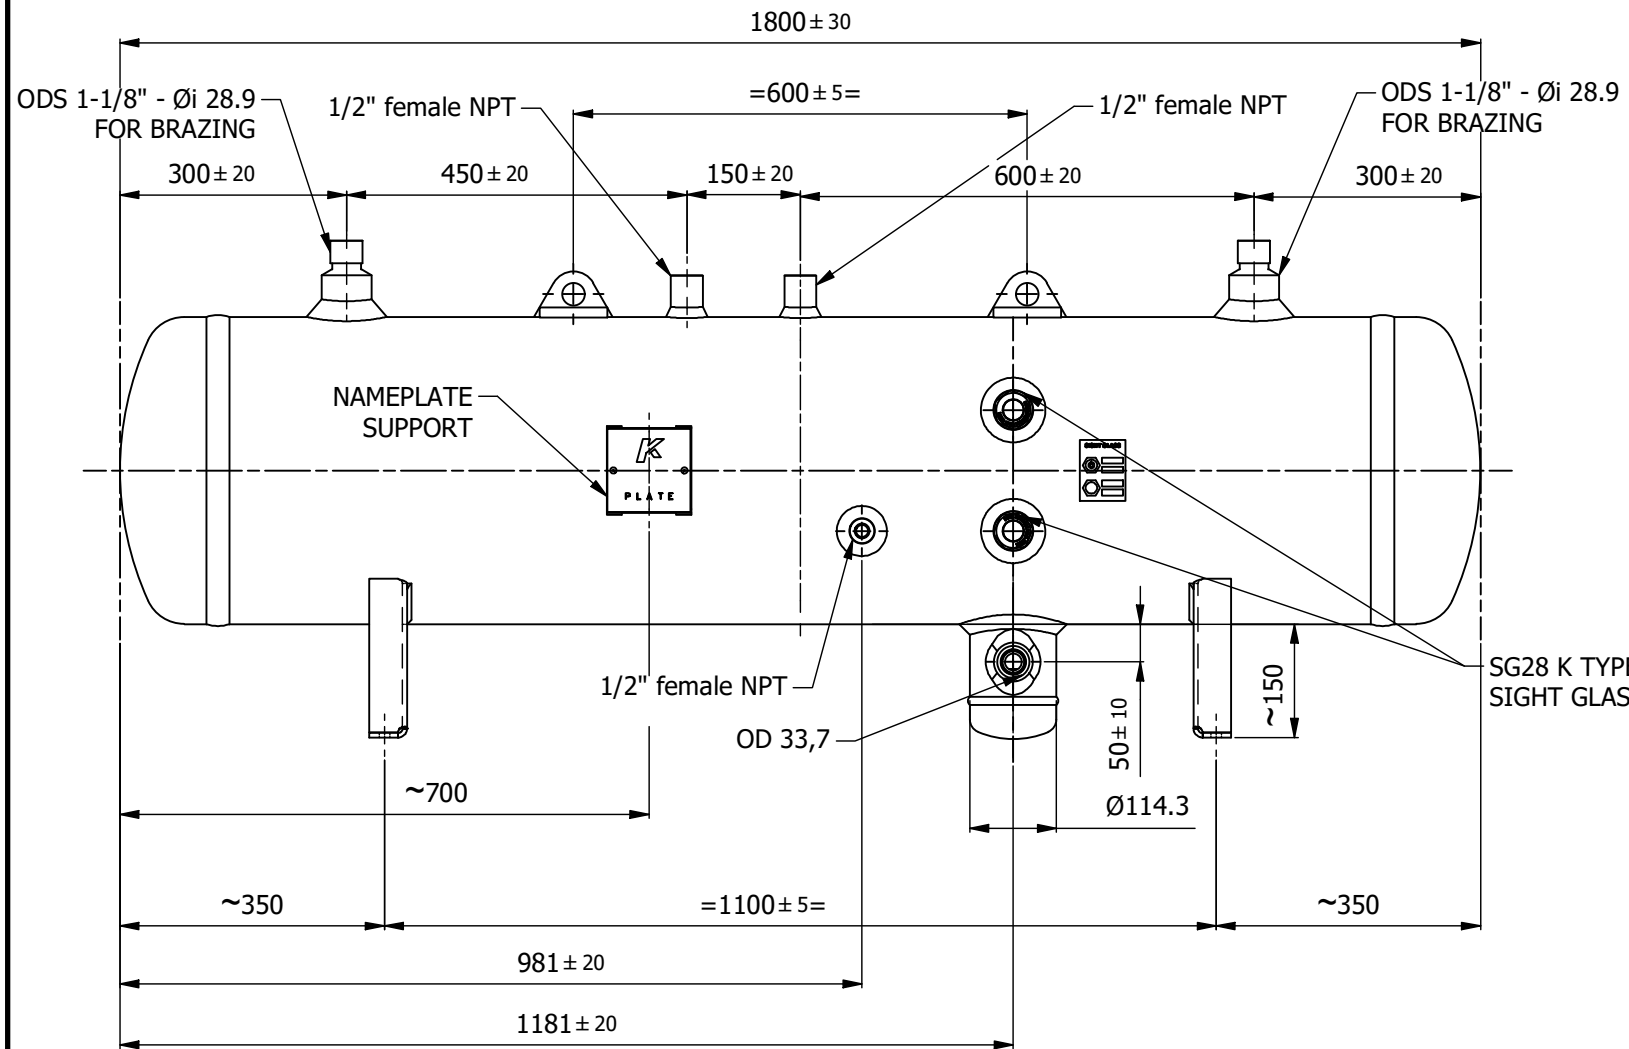 1800 ± 30
ODS 1-1/8" - Øi 28.9
FOR BRAZING
1/2" female NPT
=600 ± 5=
1/2" female NPT
ODS 1-1/8" - Øi 28.9
FOR BRAZING
300 ± 20
450 ± 20
150 ± 20
600 ± 20
300 ± 20
NAMEPLATE
SUPPORT
K
PLATE
SIGHT GLASS
1/2" female NPT
OD 33,7
50 ± 10
~150
SG28 K TYP
SIGHT GLAS
~700
Ø114.3
~350
=1100 ± 5=
~350
981 ± 20
1181 ± 20